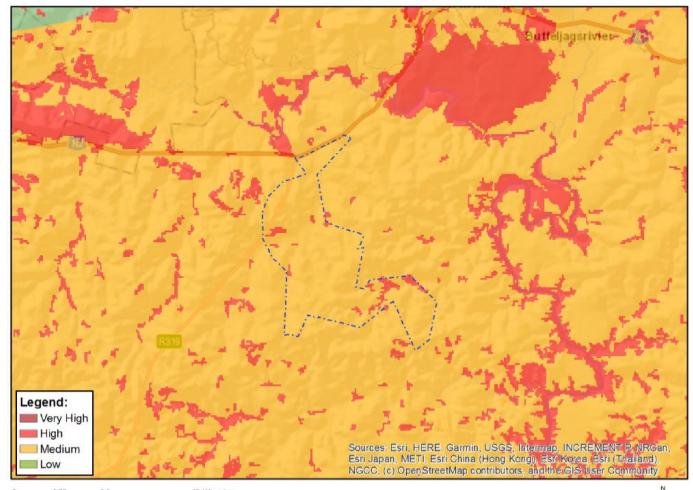 Buffeljagsrivier
N2
R319
Legend:
Very High
High
Medium
Low
Sources: Esri, HERE, Garmin, USGS, Intermap, INCREMENT P, NRCan,
Esri Japan, METI, Esri China (Hong Kong), Esri Korea, Esri (Thailand),
NGCC, (c) OpenStreetMap contributors, and the GIS User Community
N